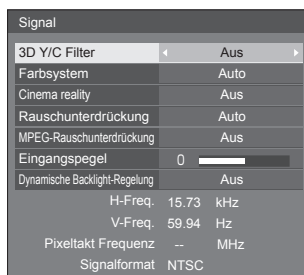 Signal
3D Y/C Filter Aus
Farbsystem Auto
Cinema reality Aus
Rauschunterdrückung Auto
MPEG-Rauschunterdrückung Aus
Eingangspegel 0
Dynamische Backlight-Regelung Aus
H-Freq. 15.73 kHz
V-Freq. 59.94 Hz
Pixeltakt Frequenz -- MHz
Signalformat NTSC